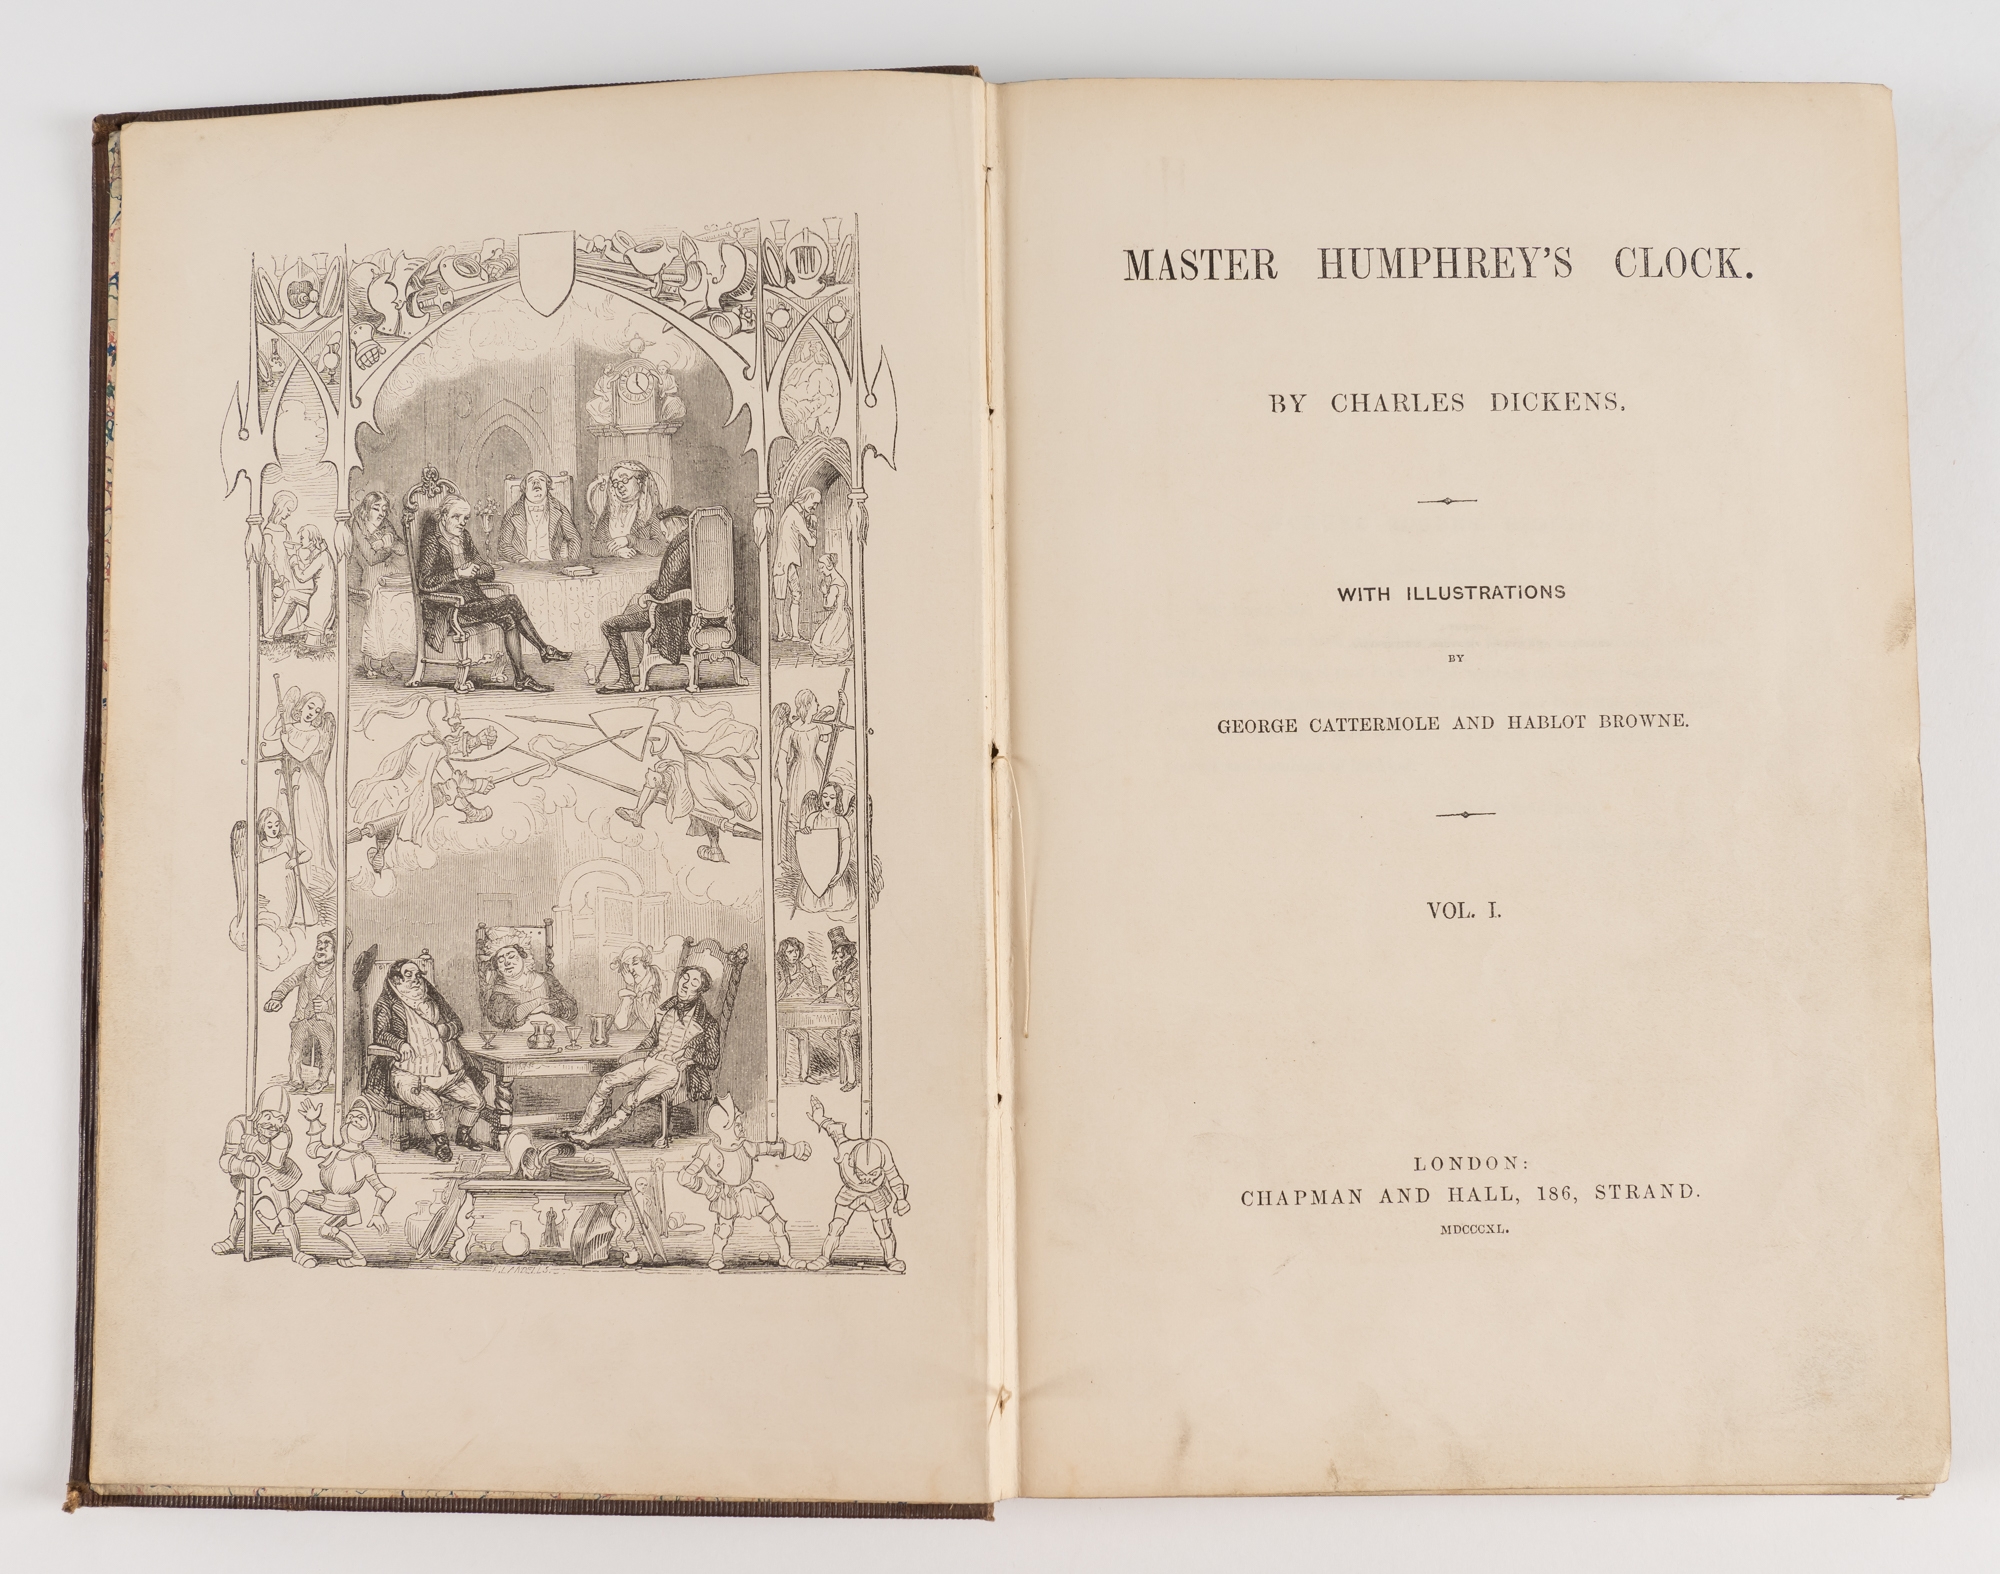 MASTER HUMPHREY'S CLOCK.
BY CHARLES DICKENS.
WITH ILLUSTRATIONS
BY
GEORGE CATTERMOLE AND HABLOT BROWNE.
VOL. I.
LONDON:
CHAPMAN AND HALL, 186, STRAND.
MDCCCXL.